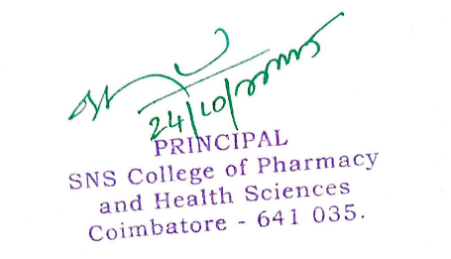 24/10/
PRINCIPAL
SNS College of Pharmacy
and Health Sciences
Coimbatore - 641 035.